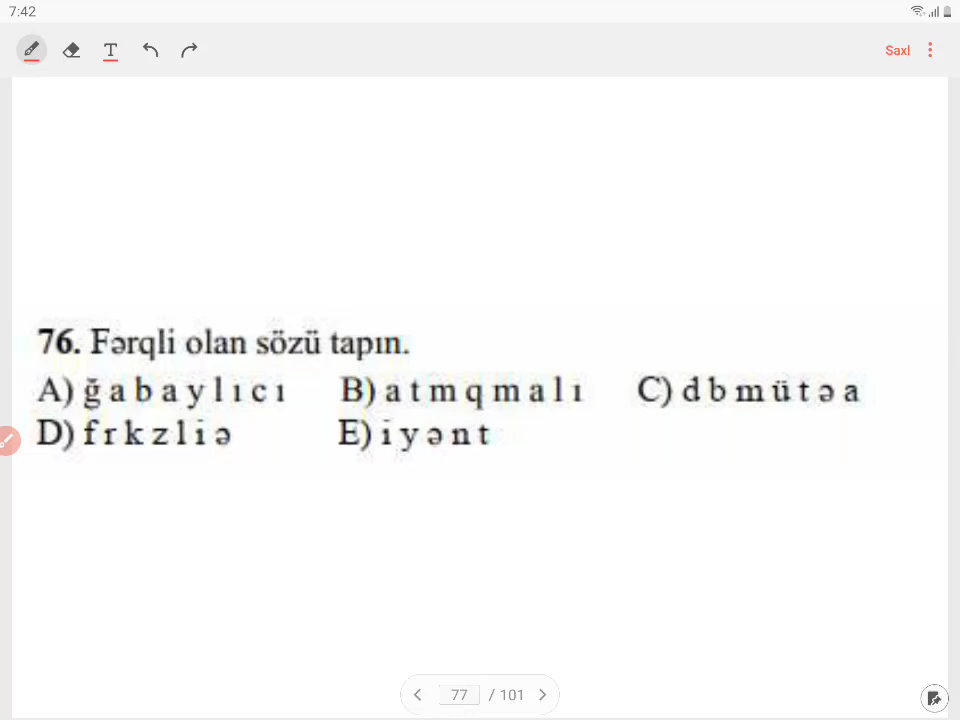 7:42
T Saxl
76. Fərqli olan sözü tapın.
A) ğ a b a y l ı c ı B) a t m q m a l ı C) d b m ü t ə a
D) f r k z l i ə E) i y ə n t
77 / 101